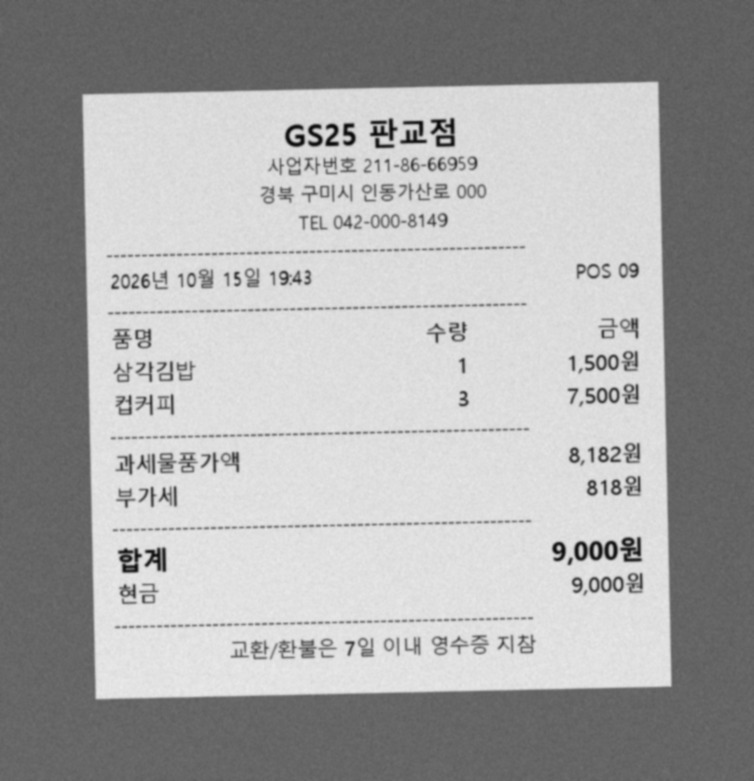 GS25 판교점
사업자번호 211-86-66959
경북 구미시 인동가산로 000
TEL 042-000-8149
2026년 10월 15일 19:43 POS 09
품명 수량 금액
삼각김밥 1 1,500원
컵커피 3 7,500원
과세물품가액 8,182원
부가세 818원
합계 9,000원
현금 9,000원
교환/환불은 7일 이내 영수증 지참